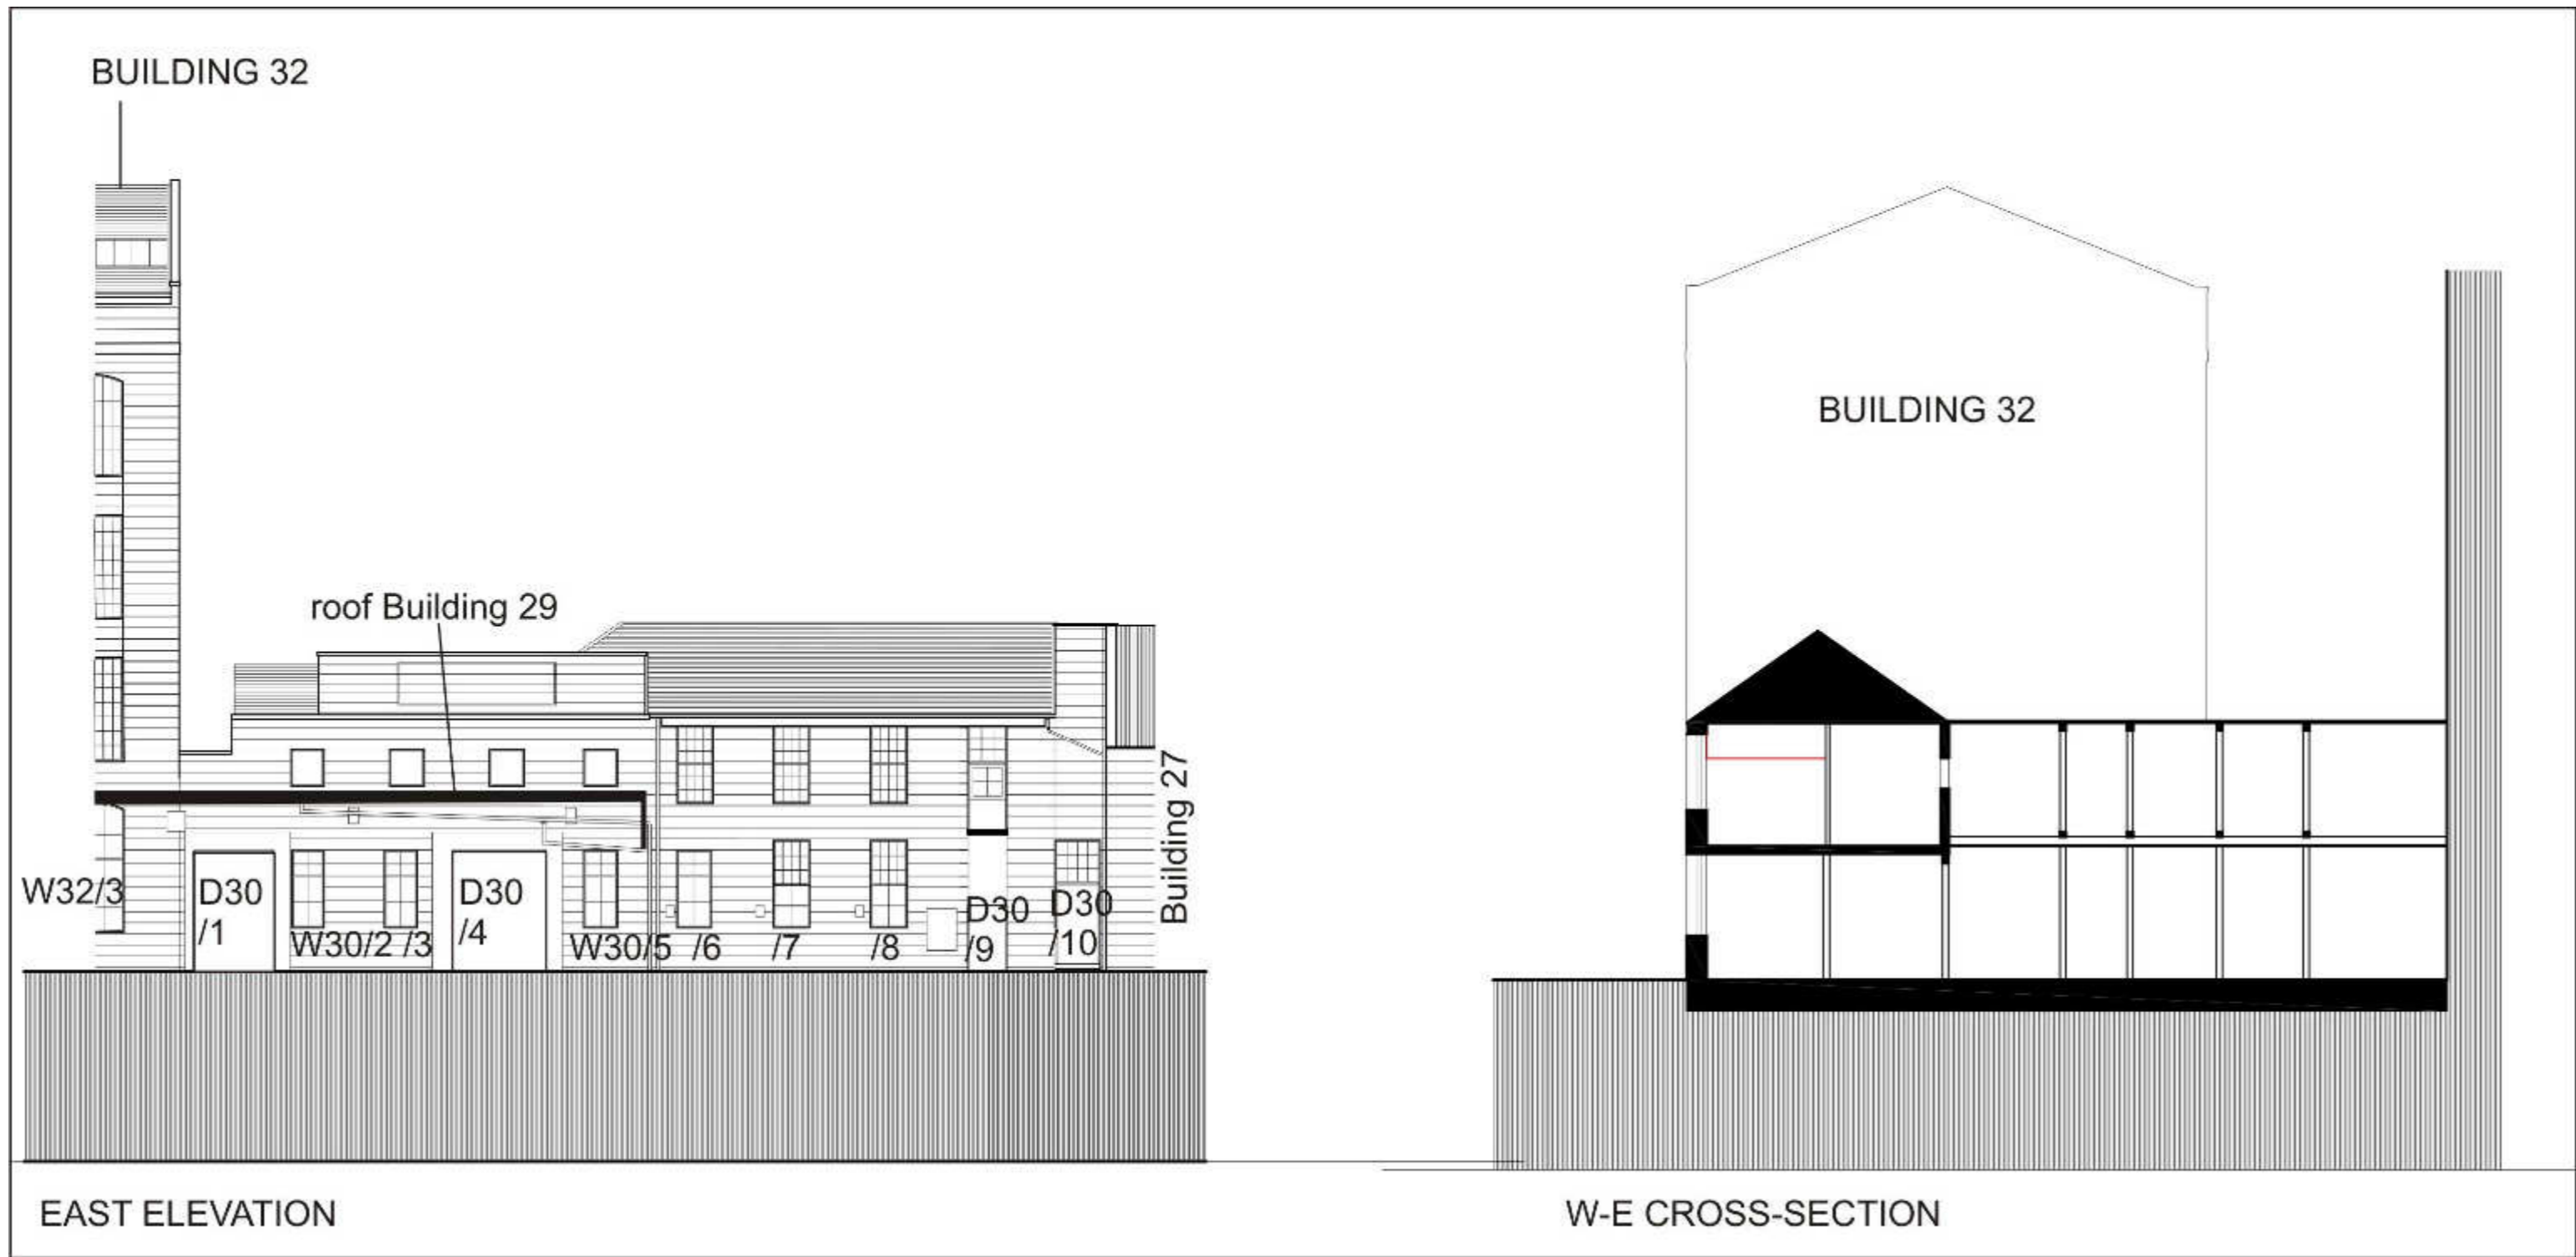 BUILDING 32
roof Building 29
W32/3
D30
/1
W30/2 /3
D30
/4
W30/5 /6 /7 /8
D30
/9
D30
/10
Building 27
EAST ELEVATION
BUILDING 32
W-E CROSS-SECTION